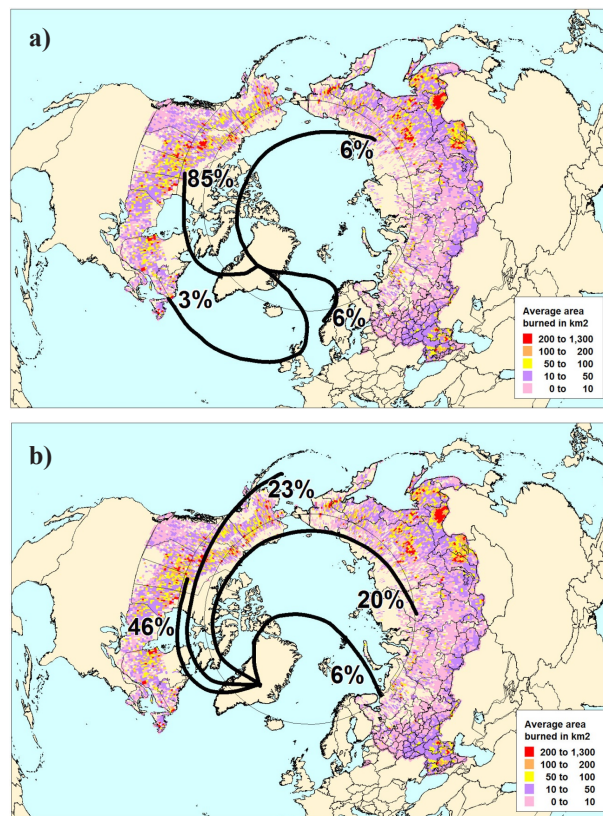 a)
6%
85%
3%
6%
Average area
burned in km2
200 to 1,300
100 to 200
50 to 100
10 to 50
0 to 10
b)
23%
46%
20%
6%
Average area
burned in km2
200 to 1,300
100 to 200
50 to 100
10 to 50
0 to 10